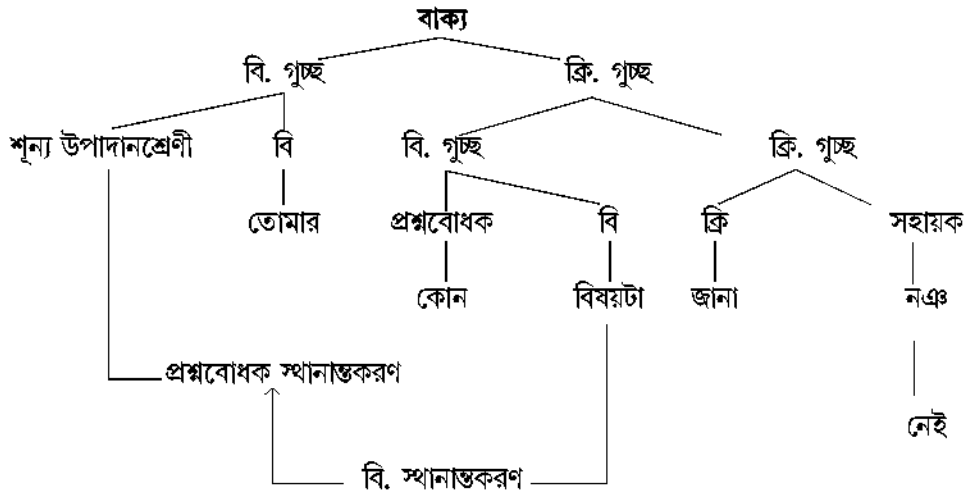 বাক্য
বি. গুচ্ছ ক্রি. গুচ্ছ
শূন্য উপাদানশ্রেণী বি বি. গুচ্ছ ক্রি. গুচ্ছ
তোমার প্রশ্নবোধক বি ক্রি সহায়ক
কোন বিষয়টা জানা নঞ
প্রশ্নবোধক স্থানান্তকরণ
নেই
বি. স্থানান্তকরণ